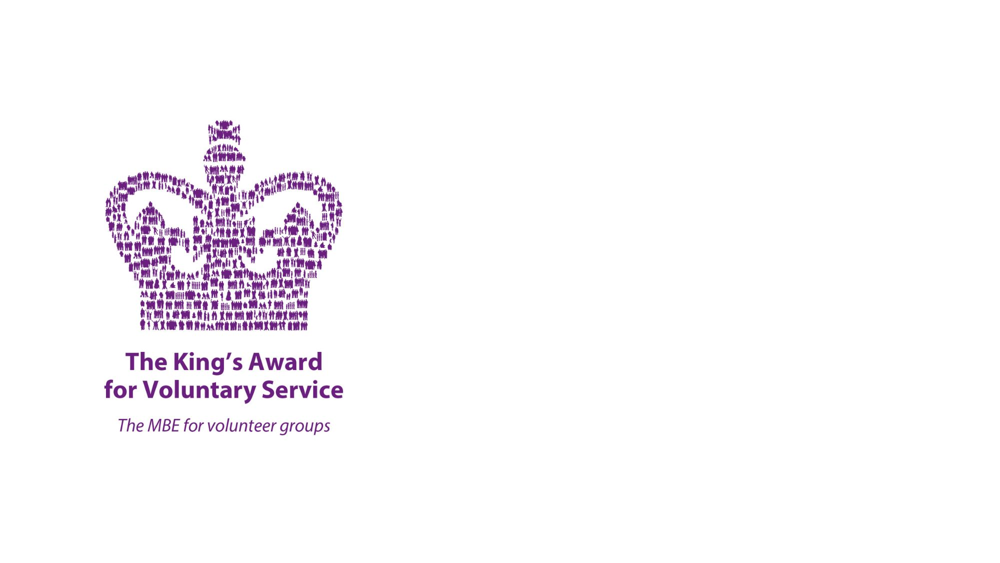 The King’s Award
for Voluntary Service
The MBE for volunteer groups